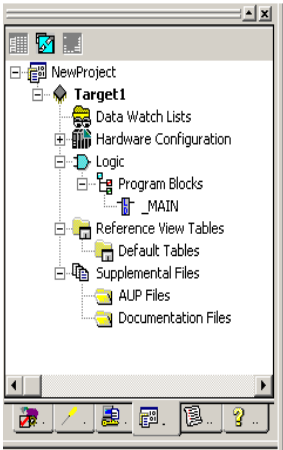 NewProject
Target1
Data Watch Lists
Hardware Configuration
Logic
Program Blocks
_MAIN
Reference View Tables
Default Tables
Supplemental Files
AUP Files
Documentation Files